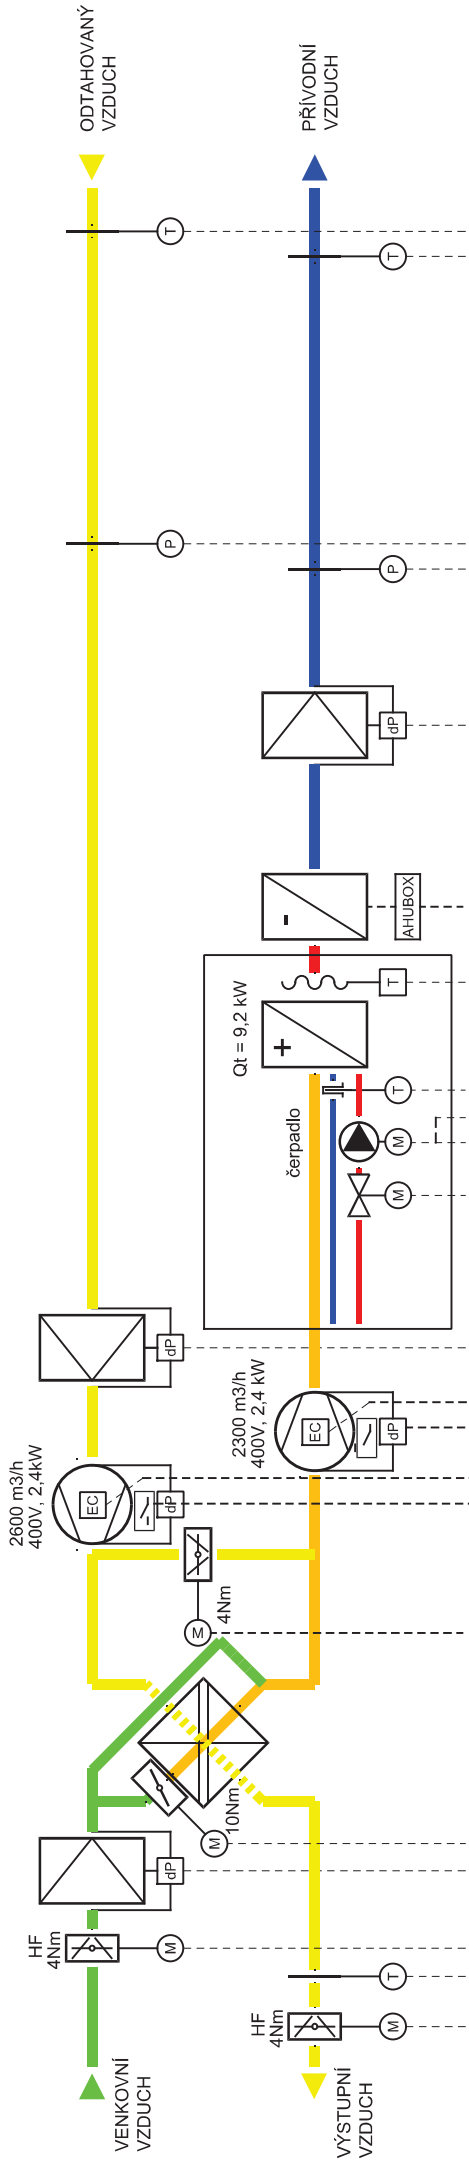 ODTAHOVANÝ
VZDUCH
PŘÍVODNÍ
VZDUCH
T
T
P
P
dP
-
AHUBOX
Qt = 9,2 kW
+
T
T
čerpadlo
M
M
dP
2300 m3/h
400V, 2,4 kW
EC
dP
2600 m3/h
400V, 2,4kW
EC
dP
4Nm
M
10Nm
M
dP
HF
4Nm
M
T
HF
4Nm
M
VENKOVNÍ
VZDUCH
VÝSTUPNÍ
VZDUCH